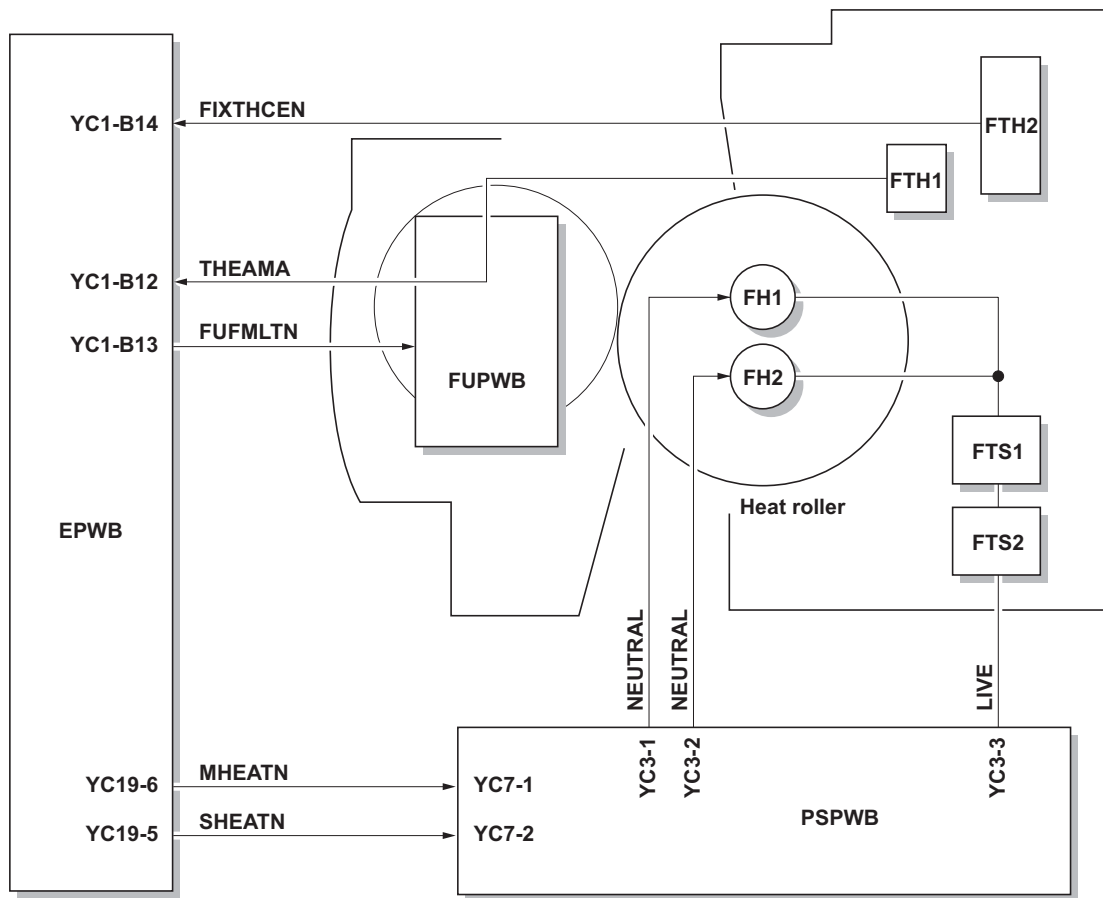 YC1-B14
FIXTHCEN
FTH2
FTH1
YC1-B12
THEAMA
FH1
YC1-B13
FUFMLTN
FUPWB
FH2
FTS1
Heat roller
EPWB
FTS2
NEUTRAL
NEUTRAL
LIVE
YC19-6
MHEATN
YC7-1
YC3-1
YC3-2
YC3-3
PSPWB
YC19-5
SHEATN
YC7-2